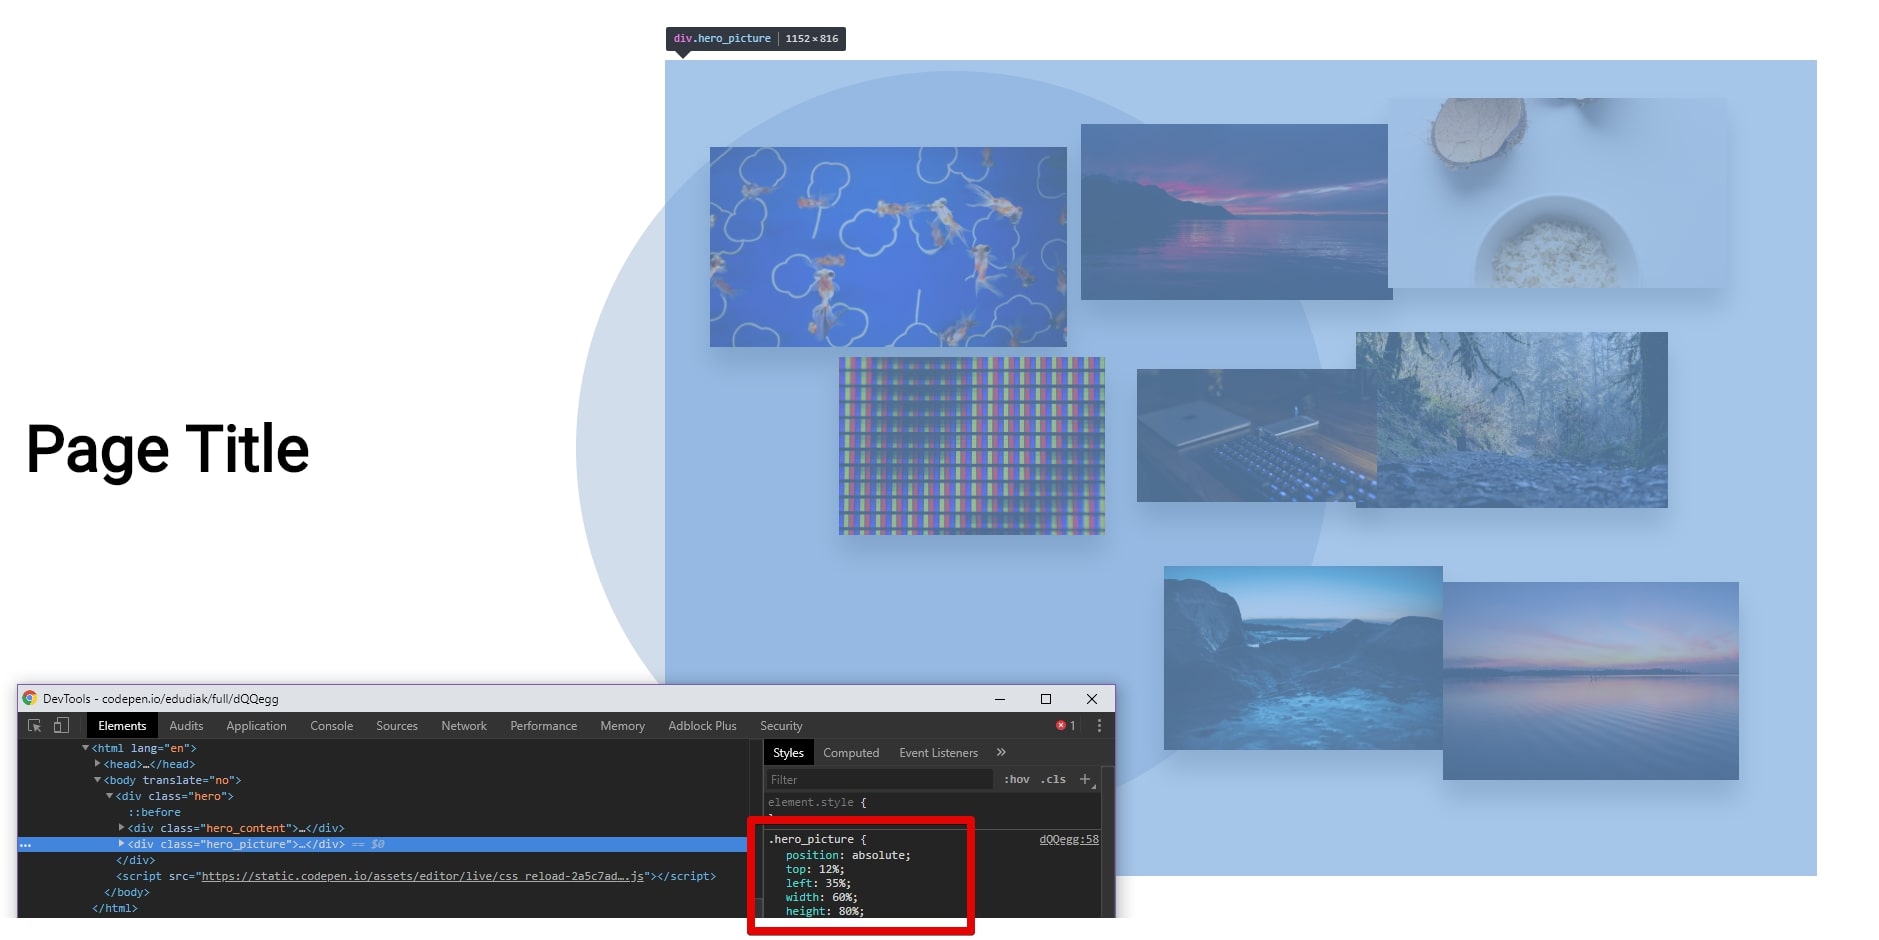 div.hero_picture | 1152 × 816
Page Title
DevTools - codepen.io/edudiak/full/dQQegg
Elements Audits Application Console Sources Network Performance Memory Adblock Plus Security 1
<html lang="en">
<head>…</head>
<body translate="no">
<div class="hero">
::before
<div class="hero_content">…</div>
<div class="hero_picture">…</div> == $0
</div>
<script src="https://static.codepen.io/assets/editor/live/css_reload-2a5c7ad….js"></script>
</body>
</html>
Styles Computed Event Listeners »
Filter :hov .cls +
element.style {
.hero_picture { dQQegg:58
position: absolute;
top: 12%;
left: 35%;
width: 60%;
height: 80%;